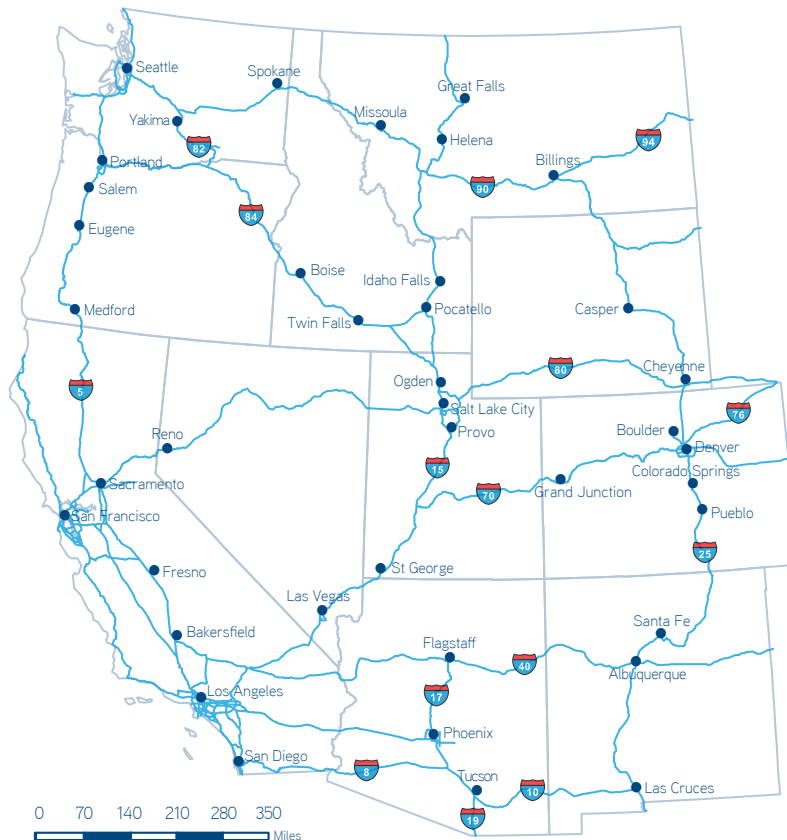 Seattle
Spokane
Great Falls
Yakima
Missoula
82
Helena
94
Portland
Billings
90
Salem
84
Eugene
Boise
Idaho Falls
Medford
Pocatello
Casper
Twin Falls
80
Cheyenne
Ogden
5
Salt Lake City
76
Reno
Provo
Boulder
Denver
15
Colorado Springs
Sacramento
70
Grand Junction
San Francisco
Pueblo
25
Fresno
St George
Las Vegas
Santa Fe
Bakersfield
Flagstaff
40
Albuquerque
Los Angeles
17
Phoenix
San Diego
8
Tucson
10
Las Cruces
19
0 70 140 210 280 350
Miles